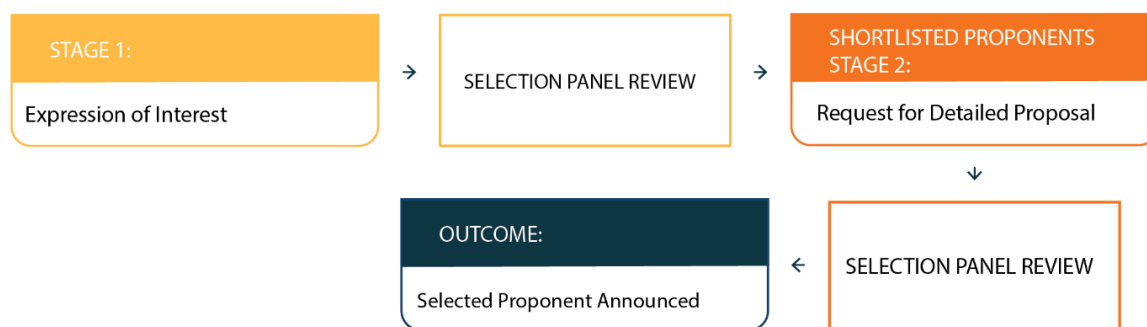 STAGE 1:
Expression of Interest
SELECTION PANEL REVIEW
SHORTLISTED PROPONENTS
STAGE 2:
Request for Detailed Proposal
SELECTION PANEL REVIEW
OUTCOME:
Selected Proponent Announced